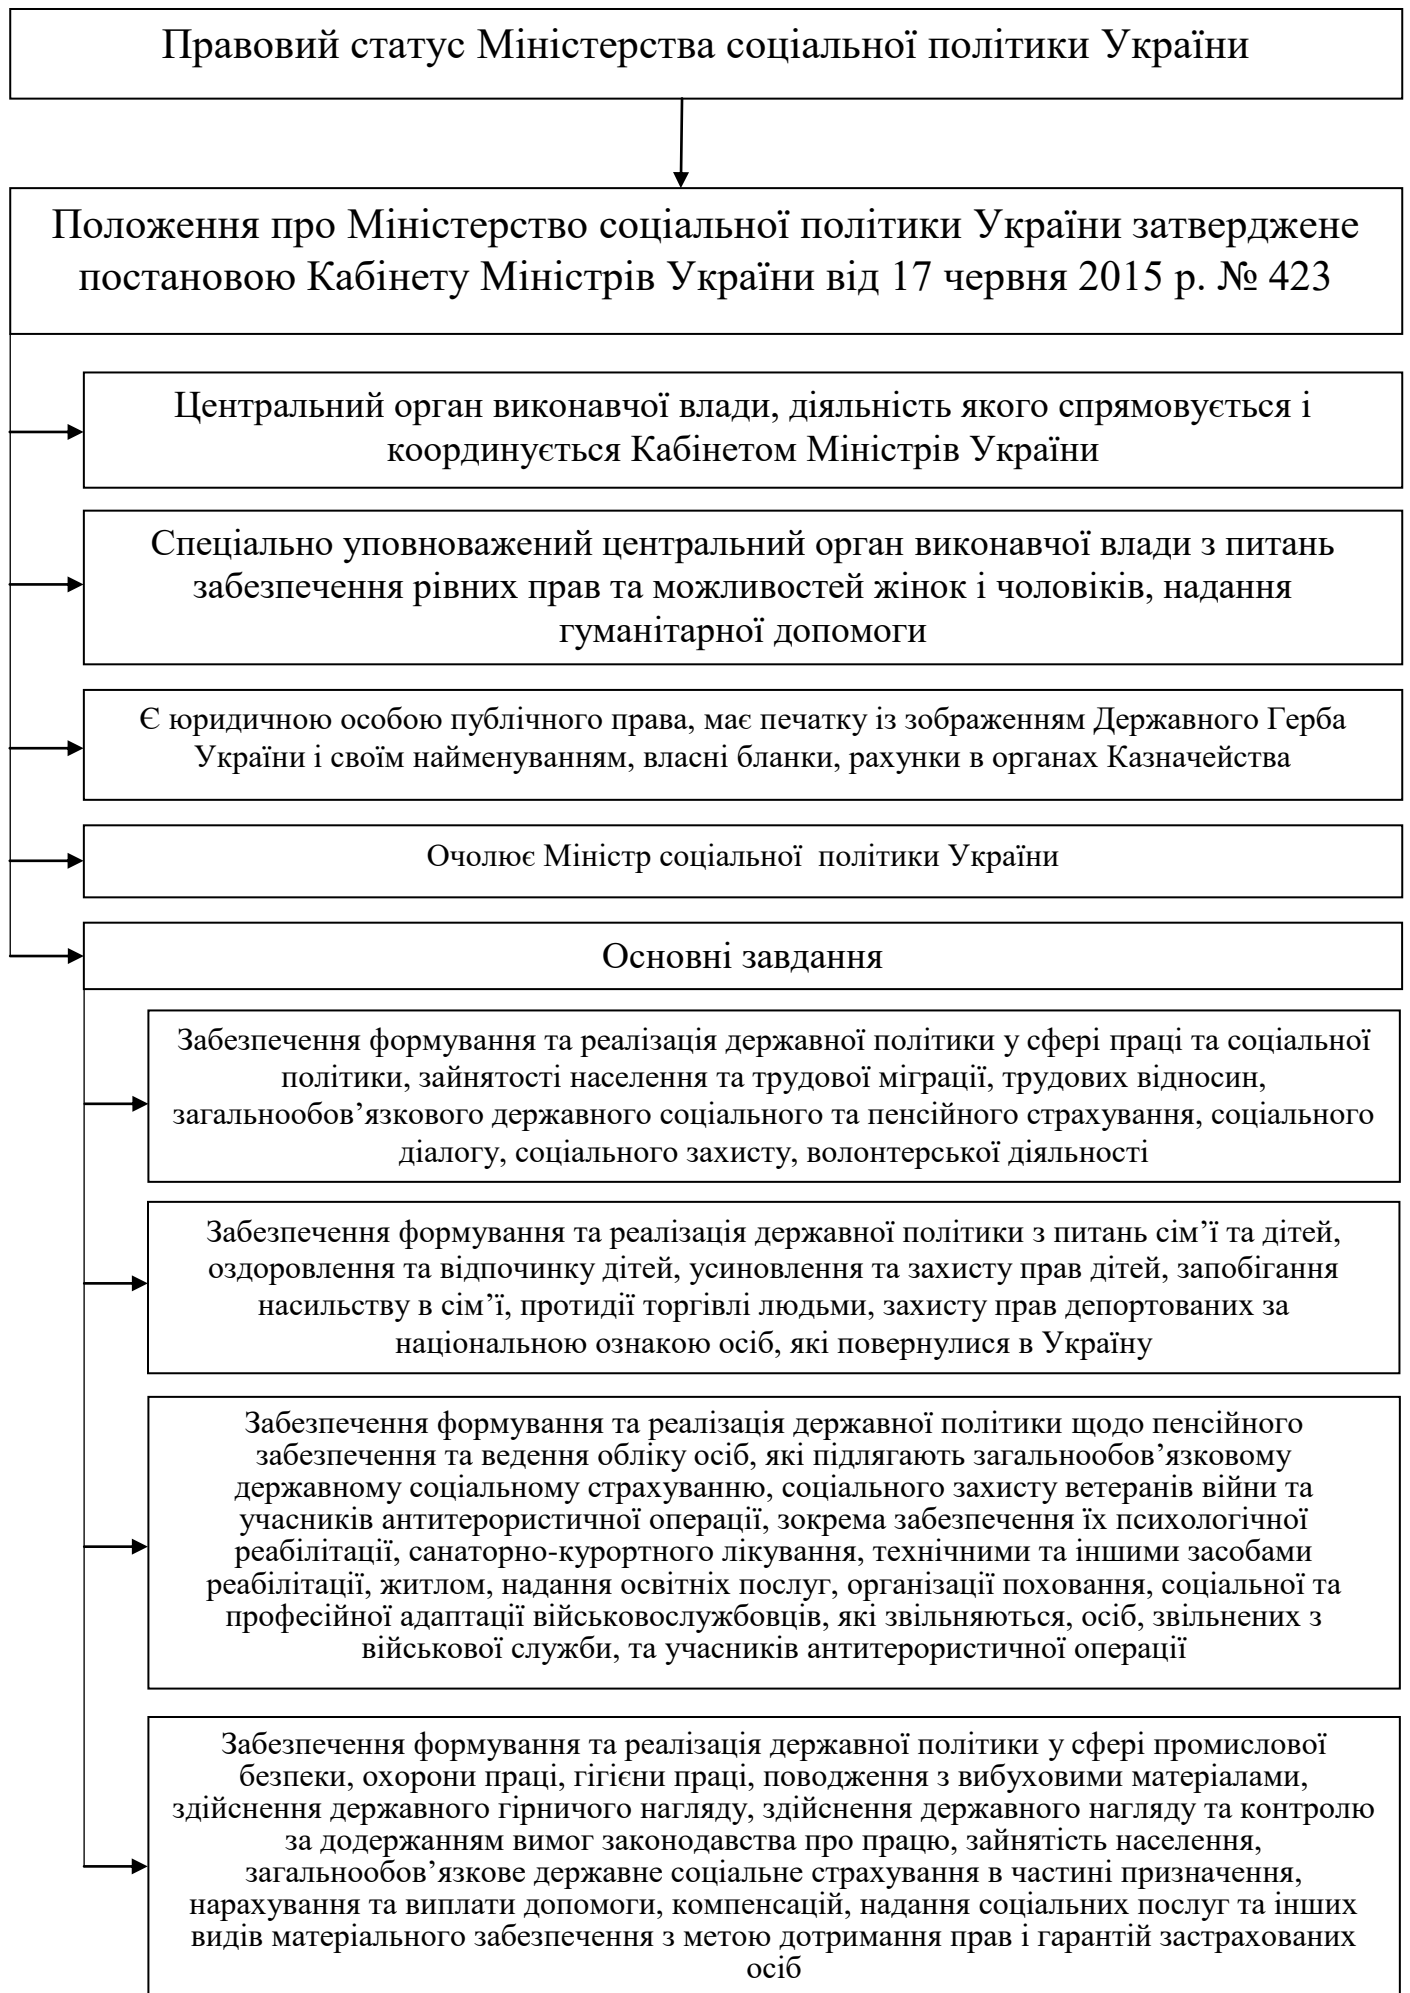 Правовий статус Міністерства соціальної політики України
Положення про Міністерство соціальної політики України затверджене
постановою Кабінету Міністрів України від 17 червня 2015 р. № 423
Центральний орган виконавчої влади, діяльність якого спрямовується і
координується Кабінетом Міністрів України
Спеціально уповноважений центральний орган виконавчої влади з питань
забезпечення рівних прав та можливостей жінок і чоловіків, надання
гуманітарної допомоги
Є юридичною особою публічного права, має печатку із зображенням Державного Герба
України і своїм найменуванням, власні бланки, рахунки в органах Казначейства
Очолює Міністр соціальної  політики України
Основні завдання
Забезпечення формування та реалізація державної політики у сфері праці та соціальної
політики, зайнятості населення та трудової міграції, трудових відносин,
загальнообов’язкового державного соціального та пенсійного страхування, соціального
діалогу, соціального захисту, волонтерської діяльності
Забезпечення формування та реалізація державної політики з питань сім’ї та дітей,
оздоровлення та відпочинку дітей, усиновлення та захисту прав дітей, запобігання
насильству в сім’ї, протидії торгівлі людьми, захисту прав депортованих за
національною ознакою осіб, які повернулися в Україну
Забезпечення формування та реалізація державної політики щодо пенсійного
забезпечення та ведення обліку осіб, які підлягають загальнообов’язковому
державному соціальному страхуванню, соціального захисту ветеранів війни та
учасників антитерористичної операції, зокрема забезпечення їх психологічної
реабілітації, санаторно-курортного лікування, технічними та іншими засобами
реабілітації, житлом, надання освітніх послуг, організації поховання, соціальної та
професійної адаптації військовослужбовців, які звільняються, осіб, звільнених з
військової служби, та учасників антитерористичної операції
Забезпечення формування та реалізація державної політики у сфері промислової
безпеки, охорони праці, гігієни праці, поводження з вибуховими матеріалами,
здійснення державного гірничого нагляду, здійснення державного нагляду та контролю
за додержанням вимог законодавства про працю, зайнятість населення,
загальнообов’язкове державне соціальне страхування в частині призначення,
нарахування та виплати допомоги, компенсацій, надання соціальних послуг та інших
видів матеріального забезпечення з метою дотримання прав і гарантій застрахованих
осіб